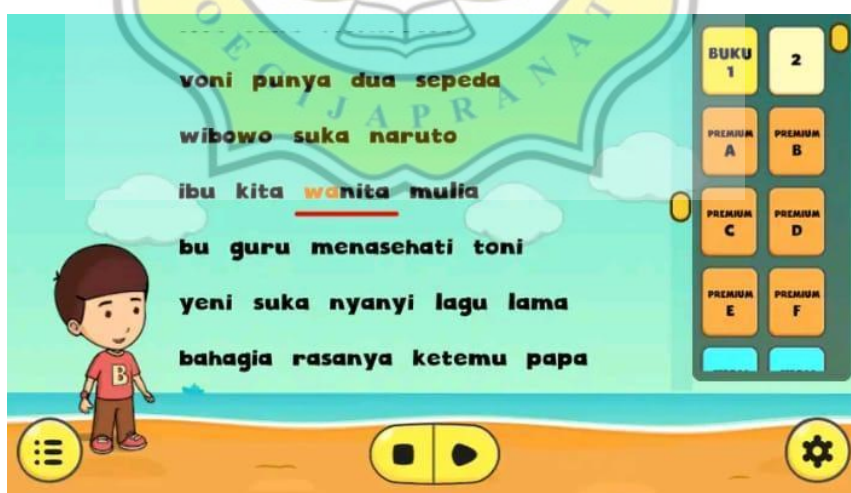 OEGIJAPRANAT
voni punya dua sepeda
wibowo suka naruto
ibu kita wanita mulia
bu guru menasehati toni
yeni suka nyanyi lagu lama
bahagia rasanya ketemu papa
B
BUKU 1
2
PREMIUM A
PREMIUM B
PREMIUM C
PREMIUM D
PREMIUM E
PREMIUM F